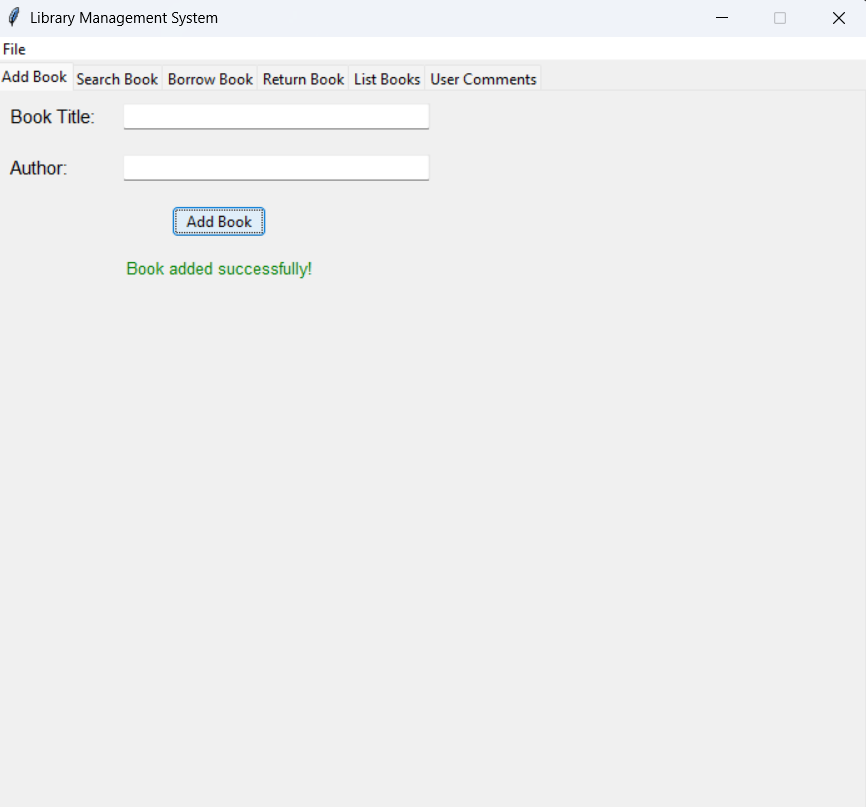 Library Management System
File
Add Book Search Book Borrow Book Return Book List Books User Comments
Book Title:
Author:
Add Book
Book added successfully!